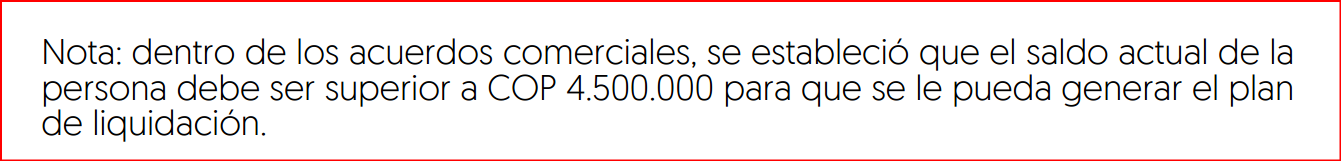 Nota: dentro de los acuerdos comerciales, se estableció que el saldo actual de la
persona debe ser superior a COP 4.500.000 para que se le pueda generar el plan
de liquidación.